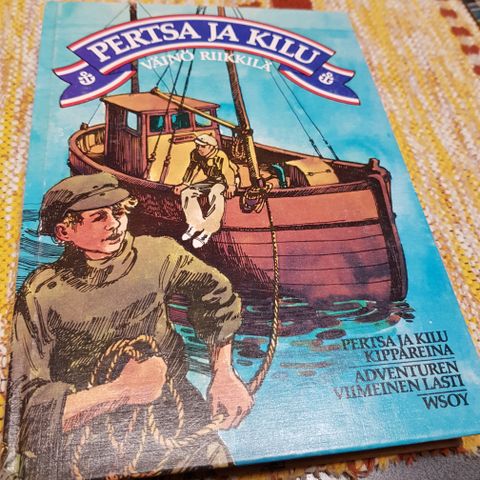 PERTSA JA KILU
VÄINÖ RIIKKILÄ
PERTSA JA KILU
KIPPAREINA
ADVENTUREN
VIIMEINEN LASTI
WSOY